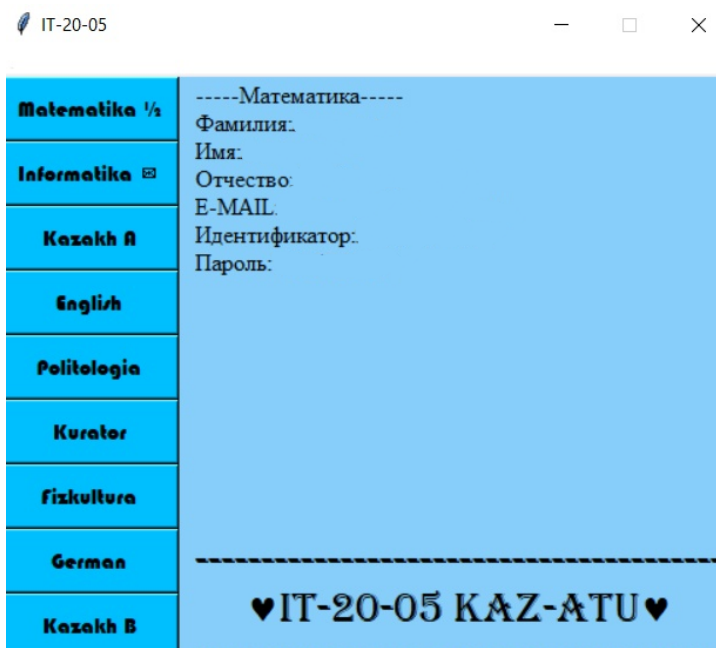 IT-20-05
Matematika ½
Informatika ✉
Kazakh A
English
Politologia
Kurator
Fizkultura
German
Kazakh B
-----Математика-----
Фамилия:.
Имя:.
Отчество:
E-MAIL:
Идентификатор:.
Пароль:
♥IT-20-05 KAZ-ATU♥